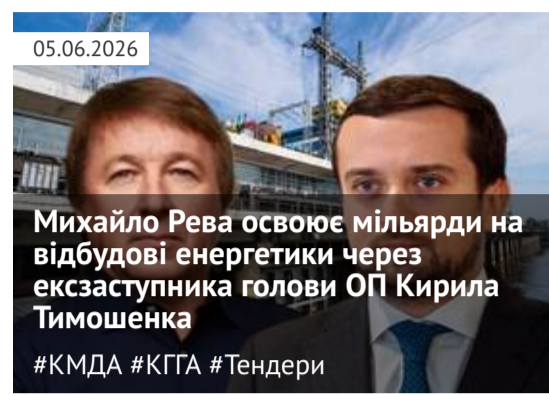 05.06.2026
Михайло Рева освоює мільярди на
відбудові енергетики через
ексзаступника голови ОП Кирила
Тимошенка
#КМДА #КГГА #Тендери